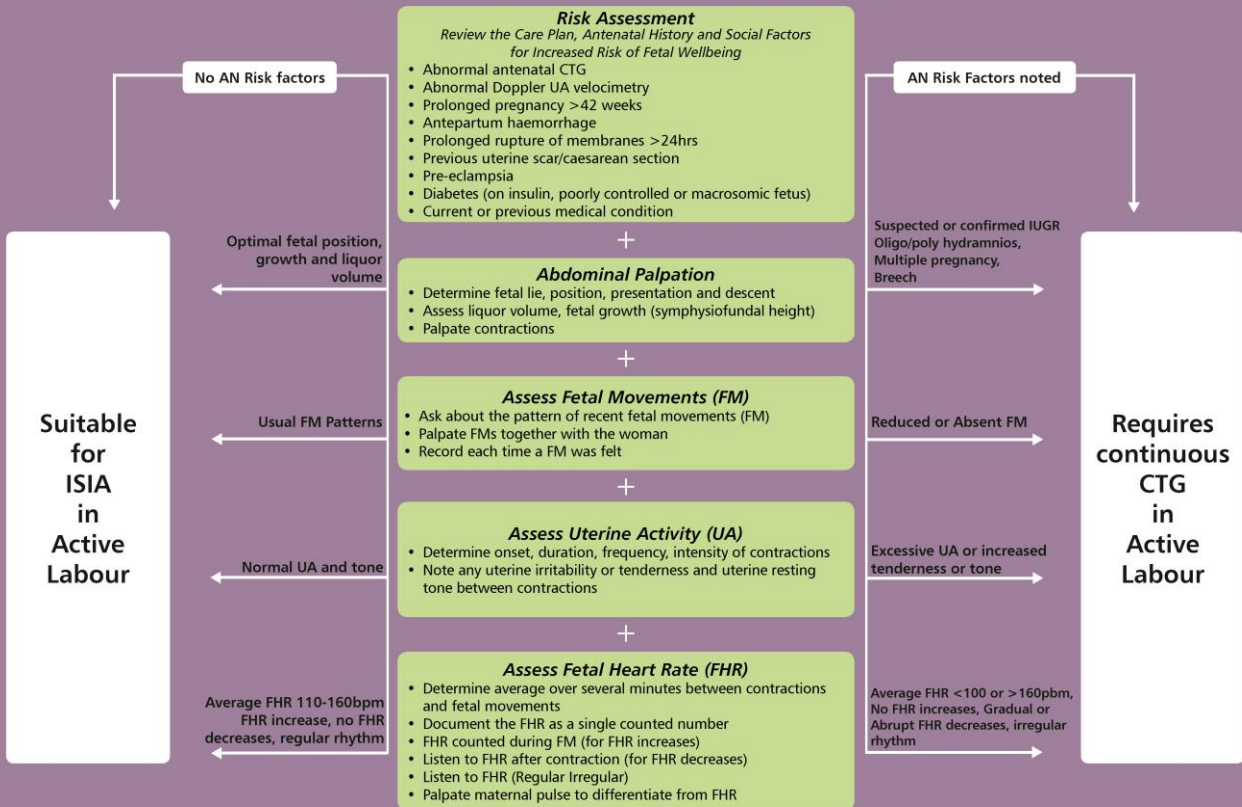 Risk Assessment
Review the Care Plan, Antenatal History and Social Factors
for Increased Risk of Fetal Wellbeing
• Abnormal antenatal CTG
• Abnormal Doppler UA velocimetry
• Prolonged pregnancy >42 weeks
• Antepartum haemorrhage
• Prolonged rupture of membranes >24hrs
• Previous uterine scar/caesarean section
• Pre-eclampsia
• Diabetes (on insulin, poorly controlled or macrosomic fetus)
• Current or previous medical condition
No AN Risk factors
AN Risk Factors noted
+
Optimal fetal position,
growth and liquor
volume
Abdominal Palpation
• Determine fetal lie, position, presentation and descent
• Assess liquor volume, fetal growth (symphysiofundal height)
• Palpate contractions
Suspected or confirmed IUGR
Oligo/poly hydramnios,
Multiple pregnancy,
Breech
+
Usual FM Patterns
Assess Fetal Movements (FM)
• Ask about the pattern of recent fetal movements (FM)
• Palpate FMs together with the woman
• Record each time a FM was felt
Reduced or Absent FM
+
Normal UA and tone
Assess Uterine Activity (UA)
• Determine onset, duration, frequency, intensity of contractions
• Note any uterine irritability or tenderness and uterine resting
tone between contractions
Excessive UA or increased
tenderness or tone
+
Average FHR 110-160bpm
FHR increase, no FHR
decreases, regular rhythm
Assess Fetal Heart Rate (FHR)
• Determine average over several minutes between contractions
and fetal movements
• Document the FHR as a single counted number
• FHR counted during FM (for FHR increases)
• Listen to FHR after contraction (for FHR decreases)
• Listen to FHR (Regular Irregular)
• Palpate maternal pulse to differentiate from FHR
Average FHR <100 or >160pbm,
No FHR increases, Gradual or
Abrupt FHR decreases, irregular
rhythm
Suitable
for
ISIA
in
Active
Labour
Requires
continuous
CTG
in
Active
Labour